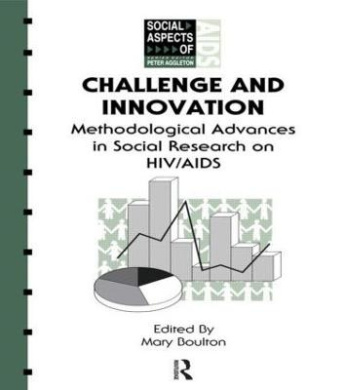 SOCIAL
ASPECTS
OF
AIDS
SERIES EDITOR
PETER AGGLETON
CHALLENGE AND
INNOVATION
Methodological Advances
in Social Research on
HIV/AIDS
Edited By
Mary Boulton
R